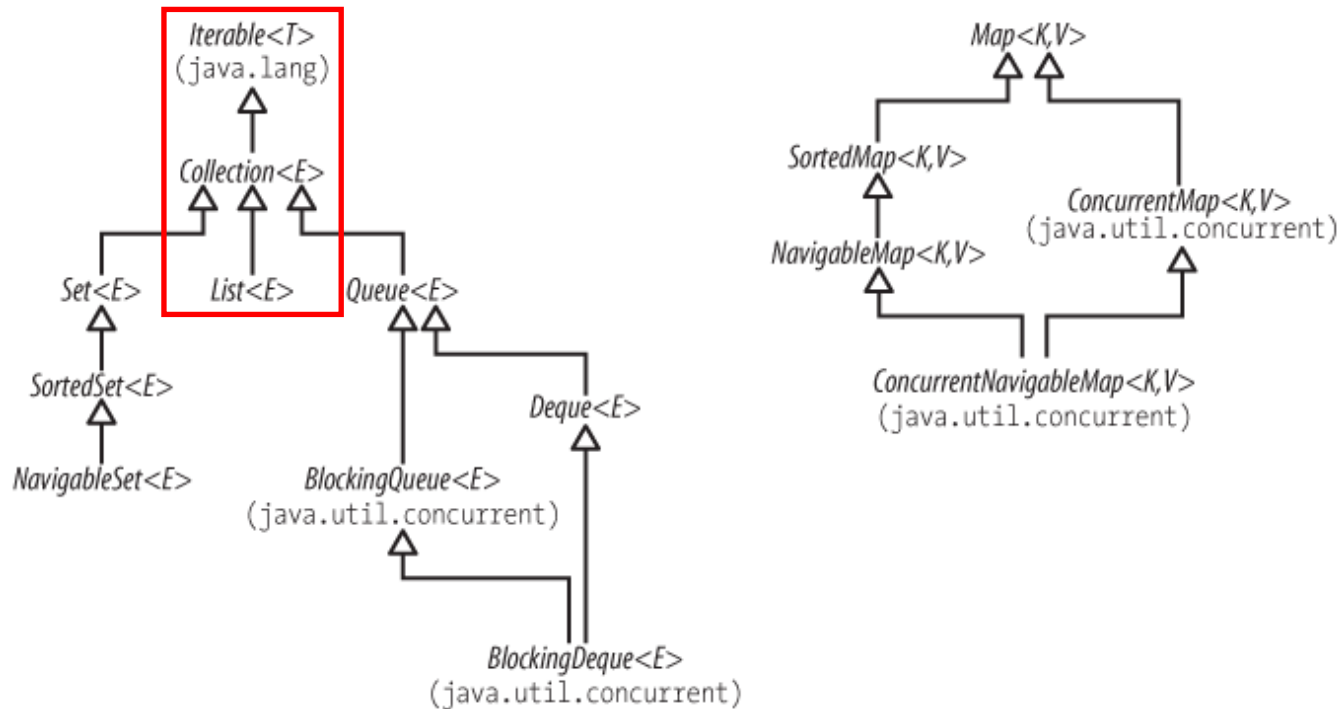 Iterable<T>
(java.lang)
Collection<E>
Set<E>
List<E>
Queue<E>
SortedSet<E>
Deque<E>
NavigableSet<E>
BlockingQueue<E>
(java.util.concurrent)
BlockingDeque<E>
(java.util.concurrent)
Map<K,V>
SortedMap<K,V>
ConcurrentMap<K,V>
(java.util.concurrent)
NavigableMap<K,V>
ConcurrentNavigableMap<K,V>
(java.util.concurrent)